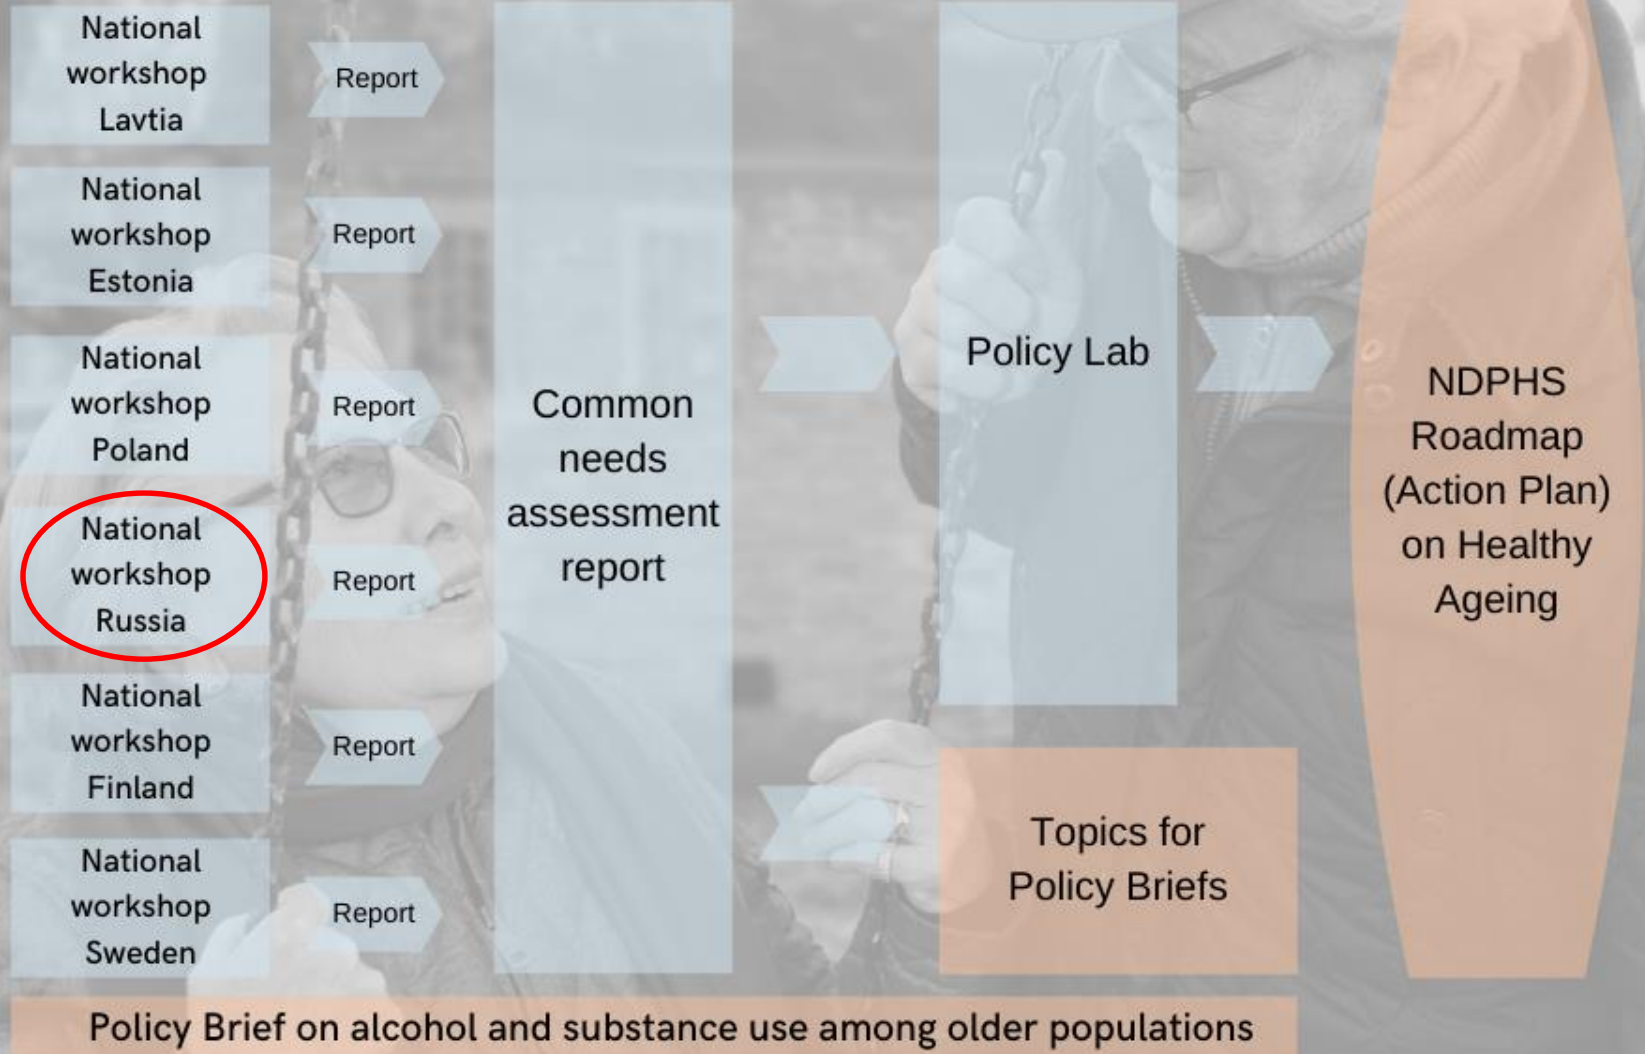 National
workshop
Lavtia
Report
National
workshop
Estonia
Report
National
workshop
Poland
Report
National
workshop
Russia
Report
National
workshop
Finland
Report
National
workshop
Sweden
Report
Common
needs
assessment
report
Policy Lab
Topics for
Policy Briefs
NDPHS
Roadmap
(Action Plan)
on Healthy
Ageing
Policy Brief on alcohol and substance use among older populations